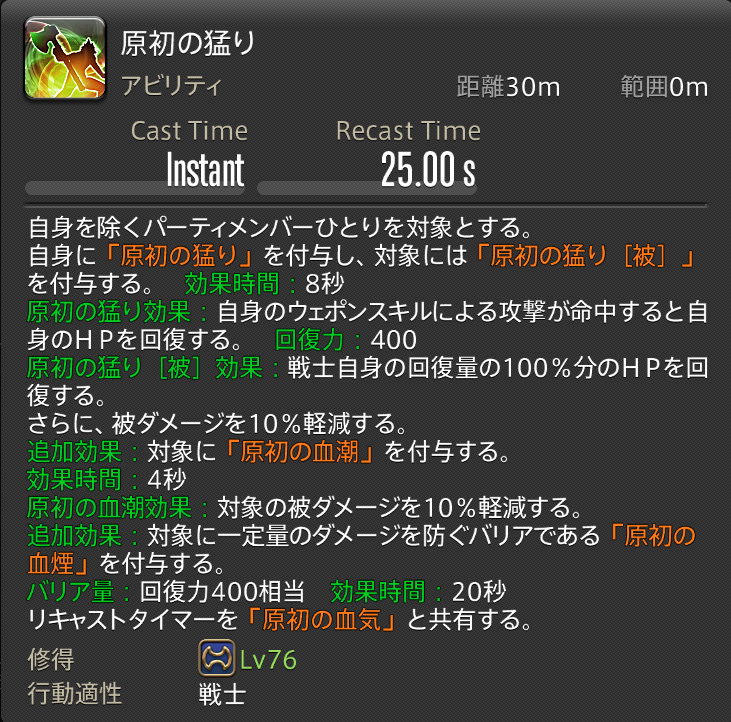 原初の猛り
アビリティ 距離30m 範囲0m
Cast Time Recast Time
Instant 25.00 s
自身を除くパーティメンバーひとりを対象とする。
自身に「原初の猛り」を付与し、対象には「原初の猛り［被］」
を付与する。 効果時間：8秒
原初の猛り効果：自身のウェポンスキルによる攻撃が命中すると自
身のＨＰを回復する。 回復力：400
原初の猛り［被］効果：戦士自身の回復量の100％分のＨＰを回
復する。
さらに、被ダメージを10％軽減する。
追加効果：対象に「原初の血潮」を付与する。
効果時間：4秒
原初の血潮効果：対象の被ダメージを10％軽減する。
追加効果：対象に一定量のダメージを防ぐバリアである「原初の
血煙」を付与する。
バリア量：回復力400相当 効果時間：20秒
リキャストタイマーを「原初の血気」と共有する。
修得 Lv76
行動適性 戦士